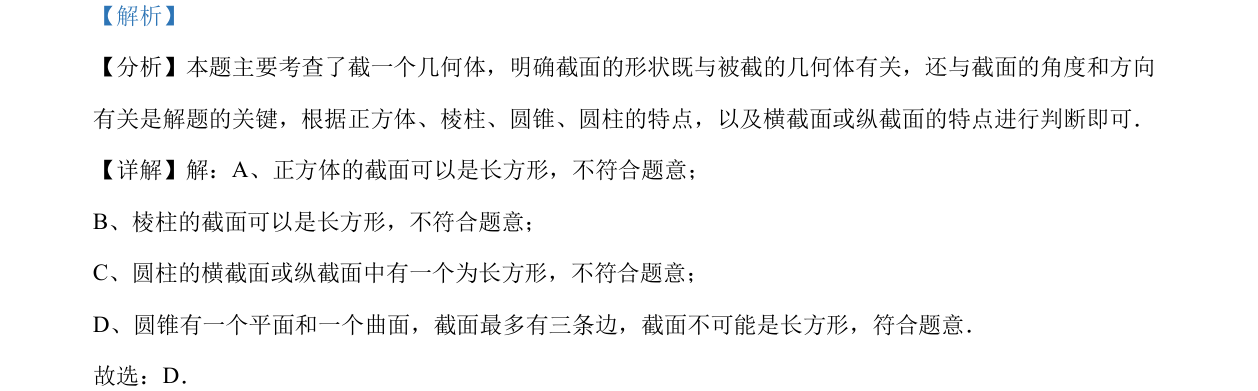 【解析】
【分析】本题主要考查了截一个几何体，明确截面的形状既与被截的几何体有关，还与截面的角度和方向
有关是解题的关键，根据正方体、棱柱、圆锥、圆柱的特点，以及横截面或纵截面的特点进行判断即可．
【详解】解：A、正方体的截面可以是长方形，不符合题意；
B、棱柱的截面可以是长方形，不符合题意；
C、圆柱的横截面或纵截面中有一个为长方形，不符合题意；
D、圆锥有一个平面和一个曲面，截面最多有三条边，截面不可能是长方形，符合题意．
故选：D．